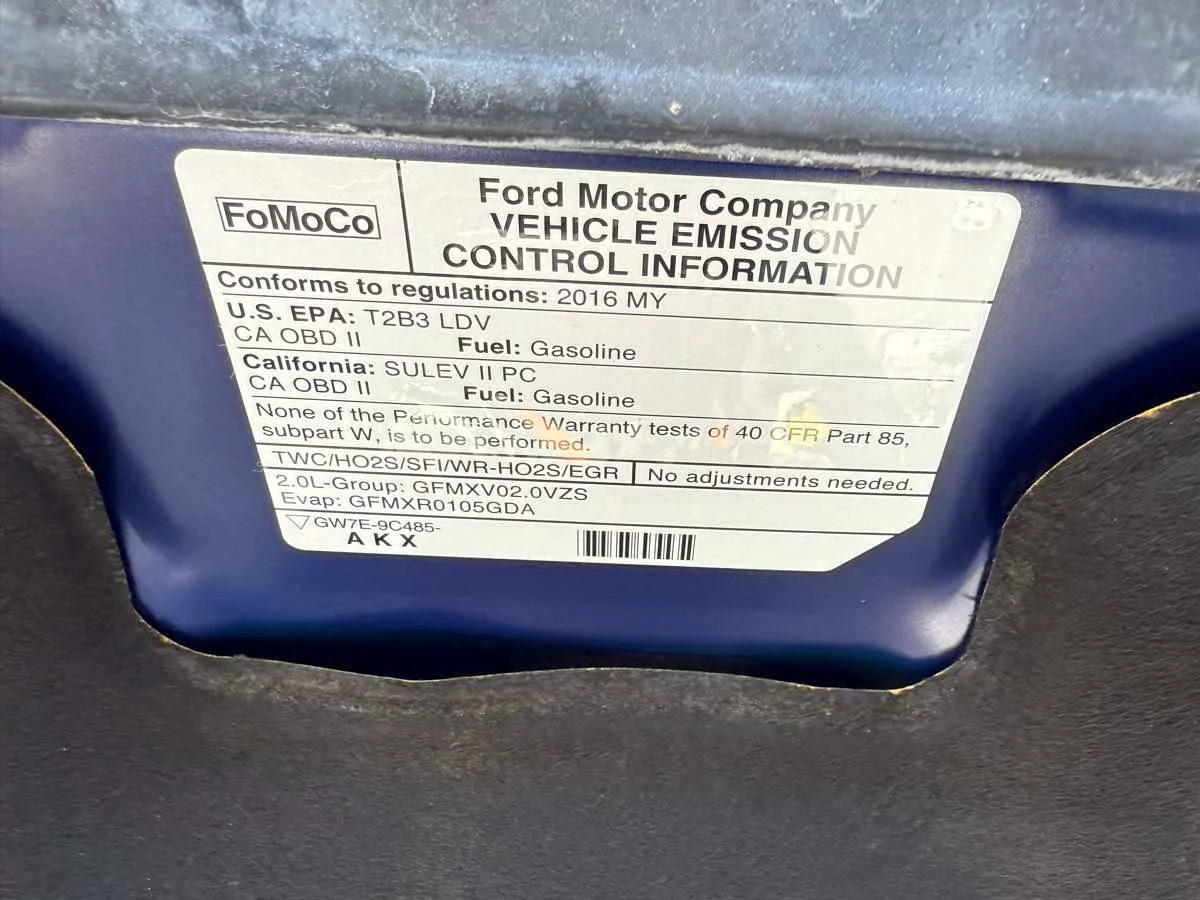 FoMoCo
Ford Motor Company
VEHICLE EMISSION
CONTROL INFORMATION
Conforms to regulations: 2016 MY
U.S. EPA: T2B3 LDV
CA OBD II Fuel: Gasoline
California: SULEV II PC
CA OBD II Fuel: Gasoline
None of the Performance Warranty tests of 40 CFR Part 85,
subpart W, is to be performed.
TWC/HO2S/SFI/WR-HO2S/EGR
No adjustments needed.
2.0L-Group: GFMXV02.0VZS
Evap: GFMXR0105GDA
GW7E-9C485-
A K X